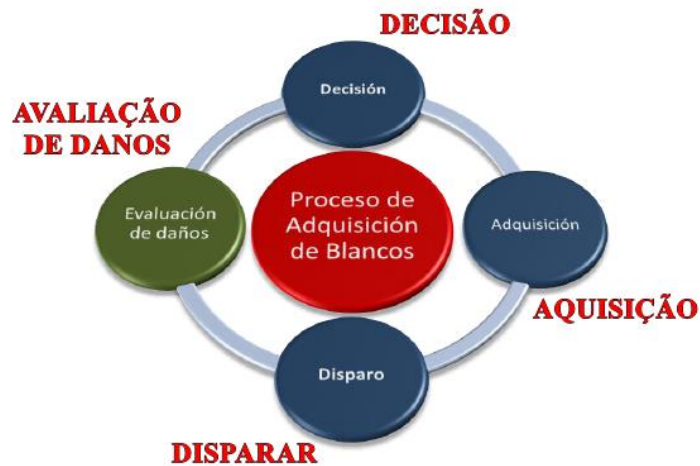 DECISÃO
Decisión
AVALIAÇÃO
DE DANOS
Evaluación
de daños
Proceso de
Adquisición
de Blancos
Adquisición
AQUISIÇÃO
Disparo
DISPARAR